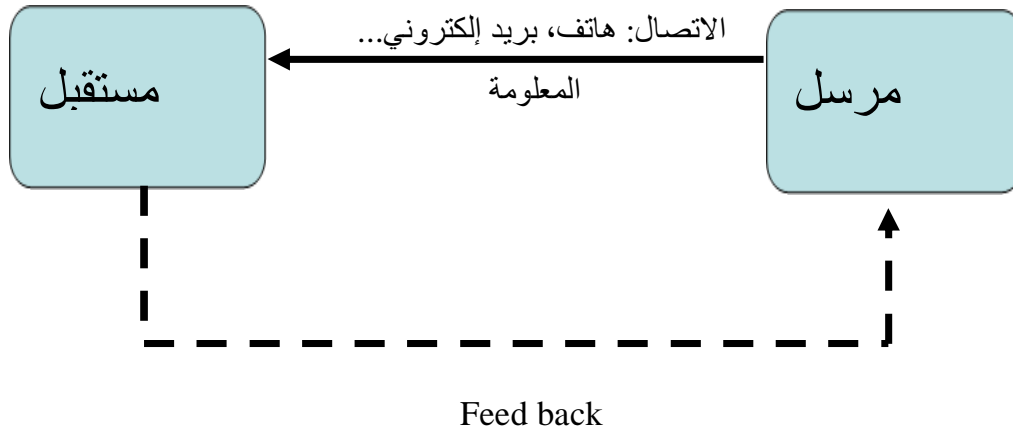 الاتصال: هاتف، بريد إلكتروني...
مرسل
مستقبل
المعلومة
Feed back